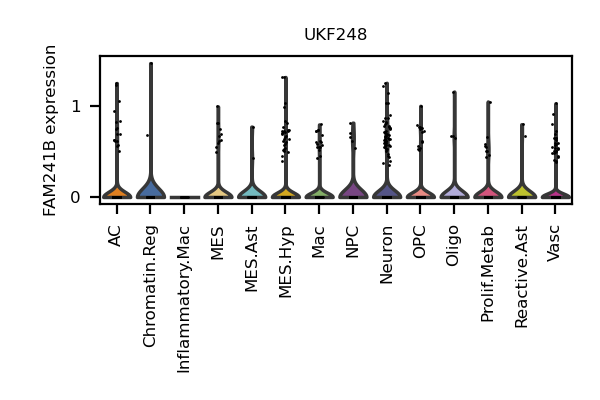 UKF248
FAM241B expression
1
0
AC
Chromatin.Reg
Inflammatory.Mac
MES
MES.Ast
MES.Hyp
Mac
NPC
Neuron
OPC
Oligo
Prolif.Metab
Reactive.Ast
Vasc